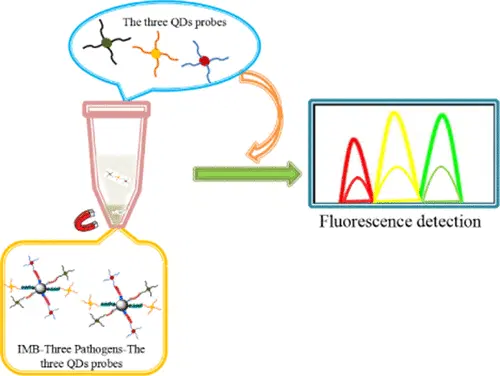 The three QDs probes
Fluorescence detection
IMB-Three Pathogens-The
three QDs probes